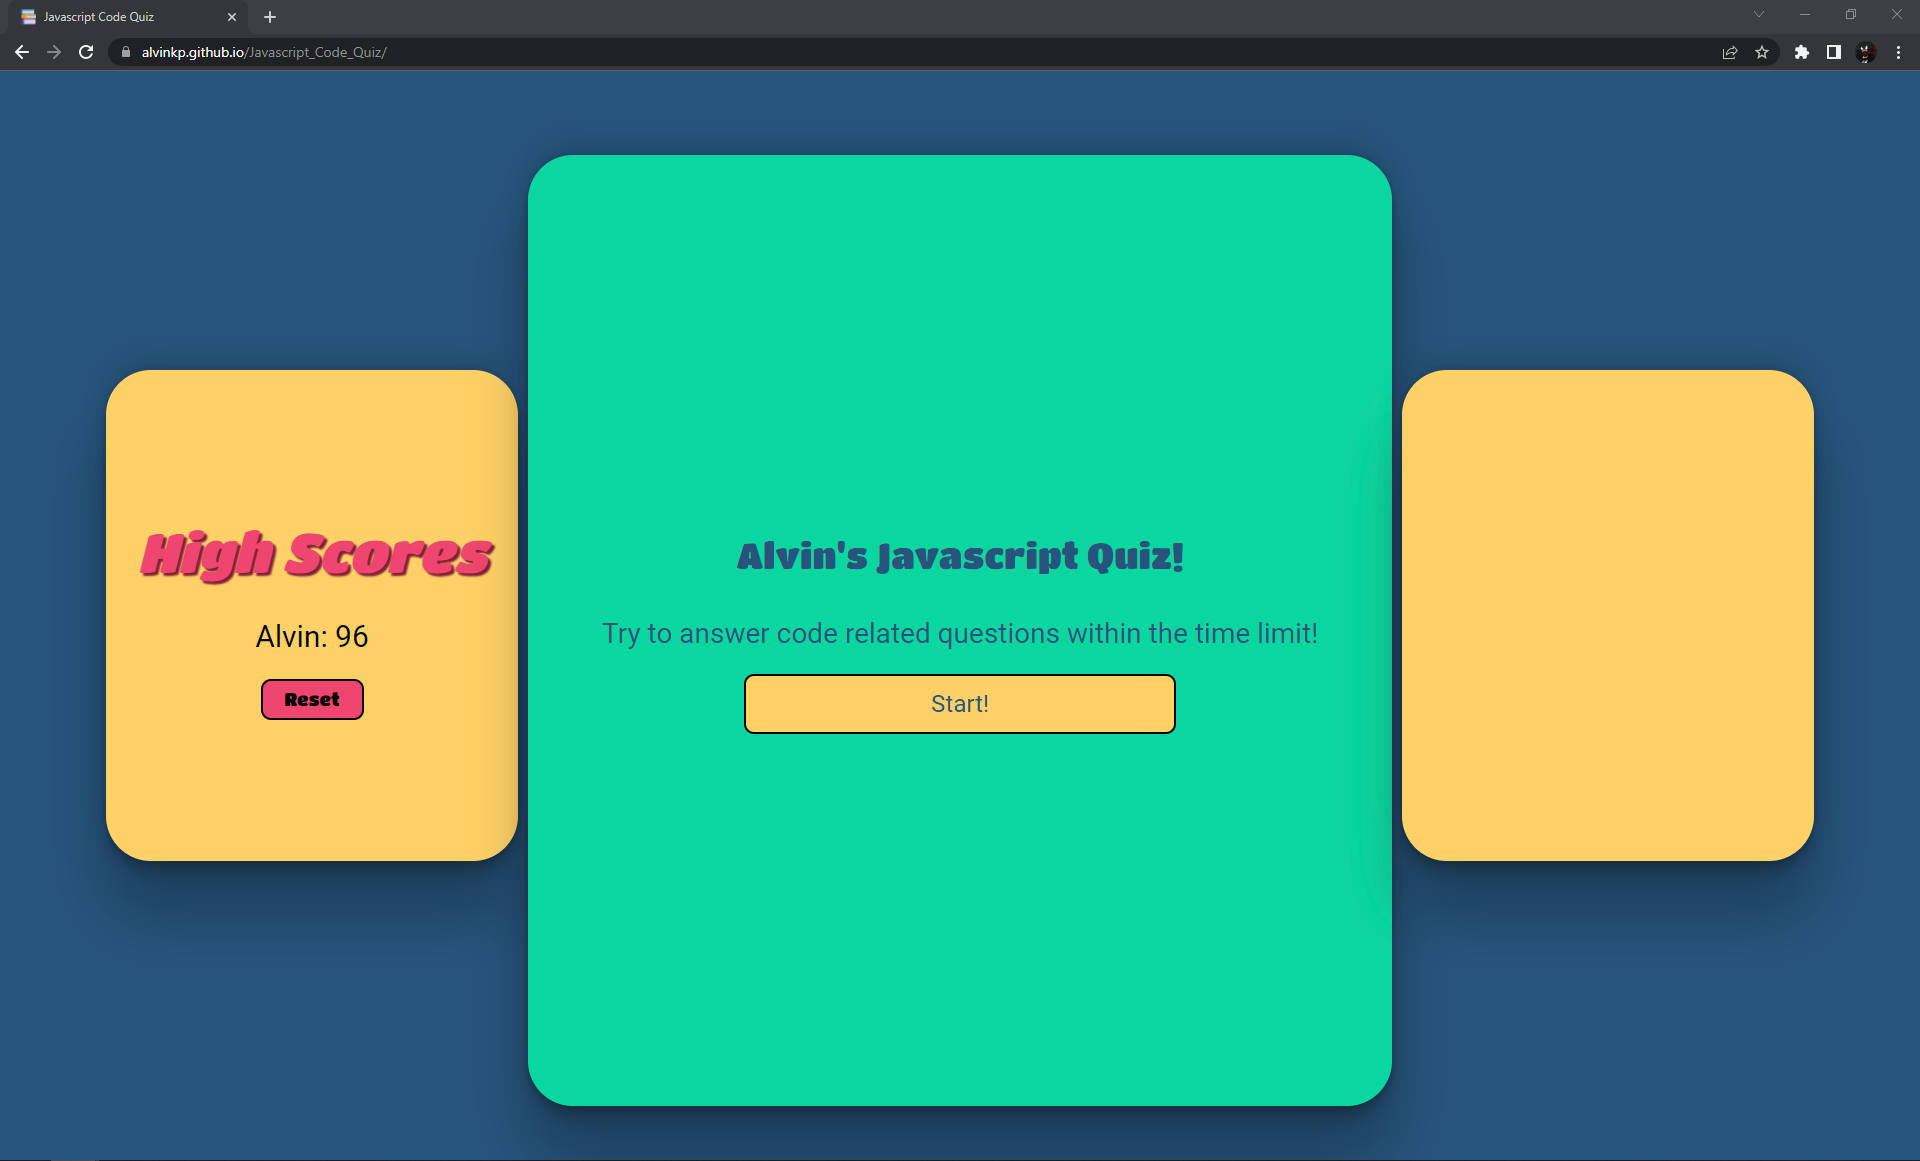 Javascript Code Quiz
alvinkp.github.io/Javascript_Code_Quiz/
High Scores
Alvin: 96
Reset
Alvin's Javascript Quiz!
Try to answer code related questions within the time limit!
Start!